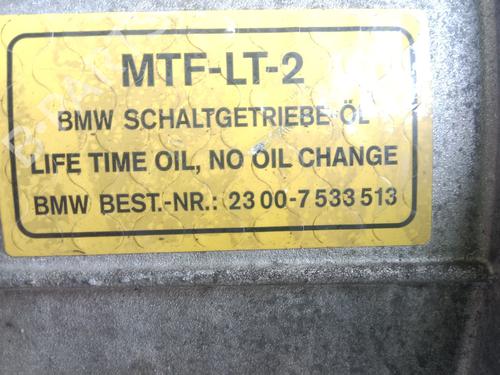 MTF-LT-2
BMW SCHALTGETRIEBE ÖL
LIFE TIME OIL, NO OIL CHANGE
BMW BEST.-NR.: 23 00-7 533 513